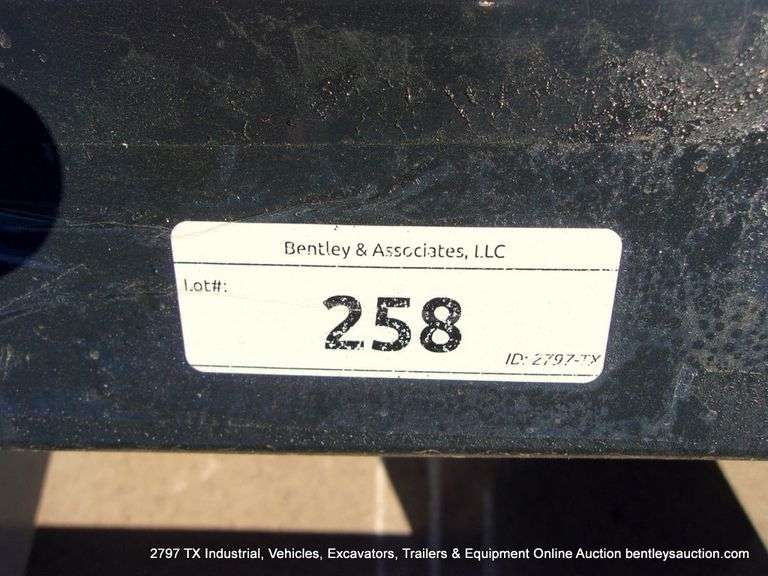 Bentley & Associates, LLC
Lot#:
258
ID: 2797-TX
2797 TX Industrial, Vehicles, Excavators, Trailers & Equipment Online Auction bentleysauction.com